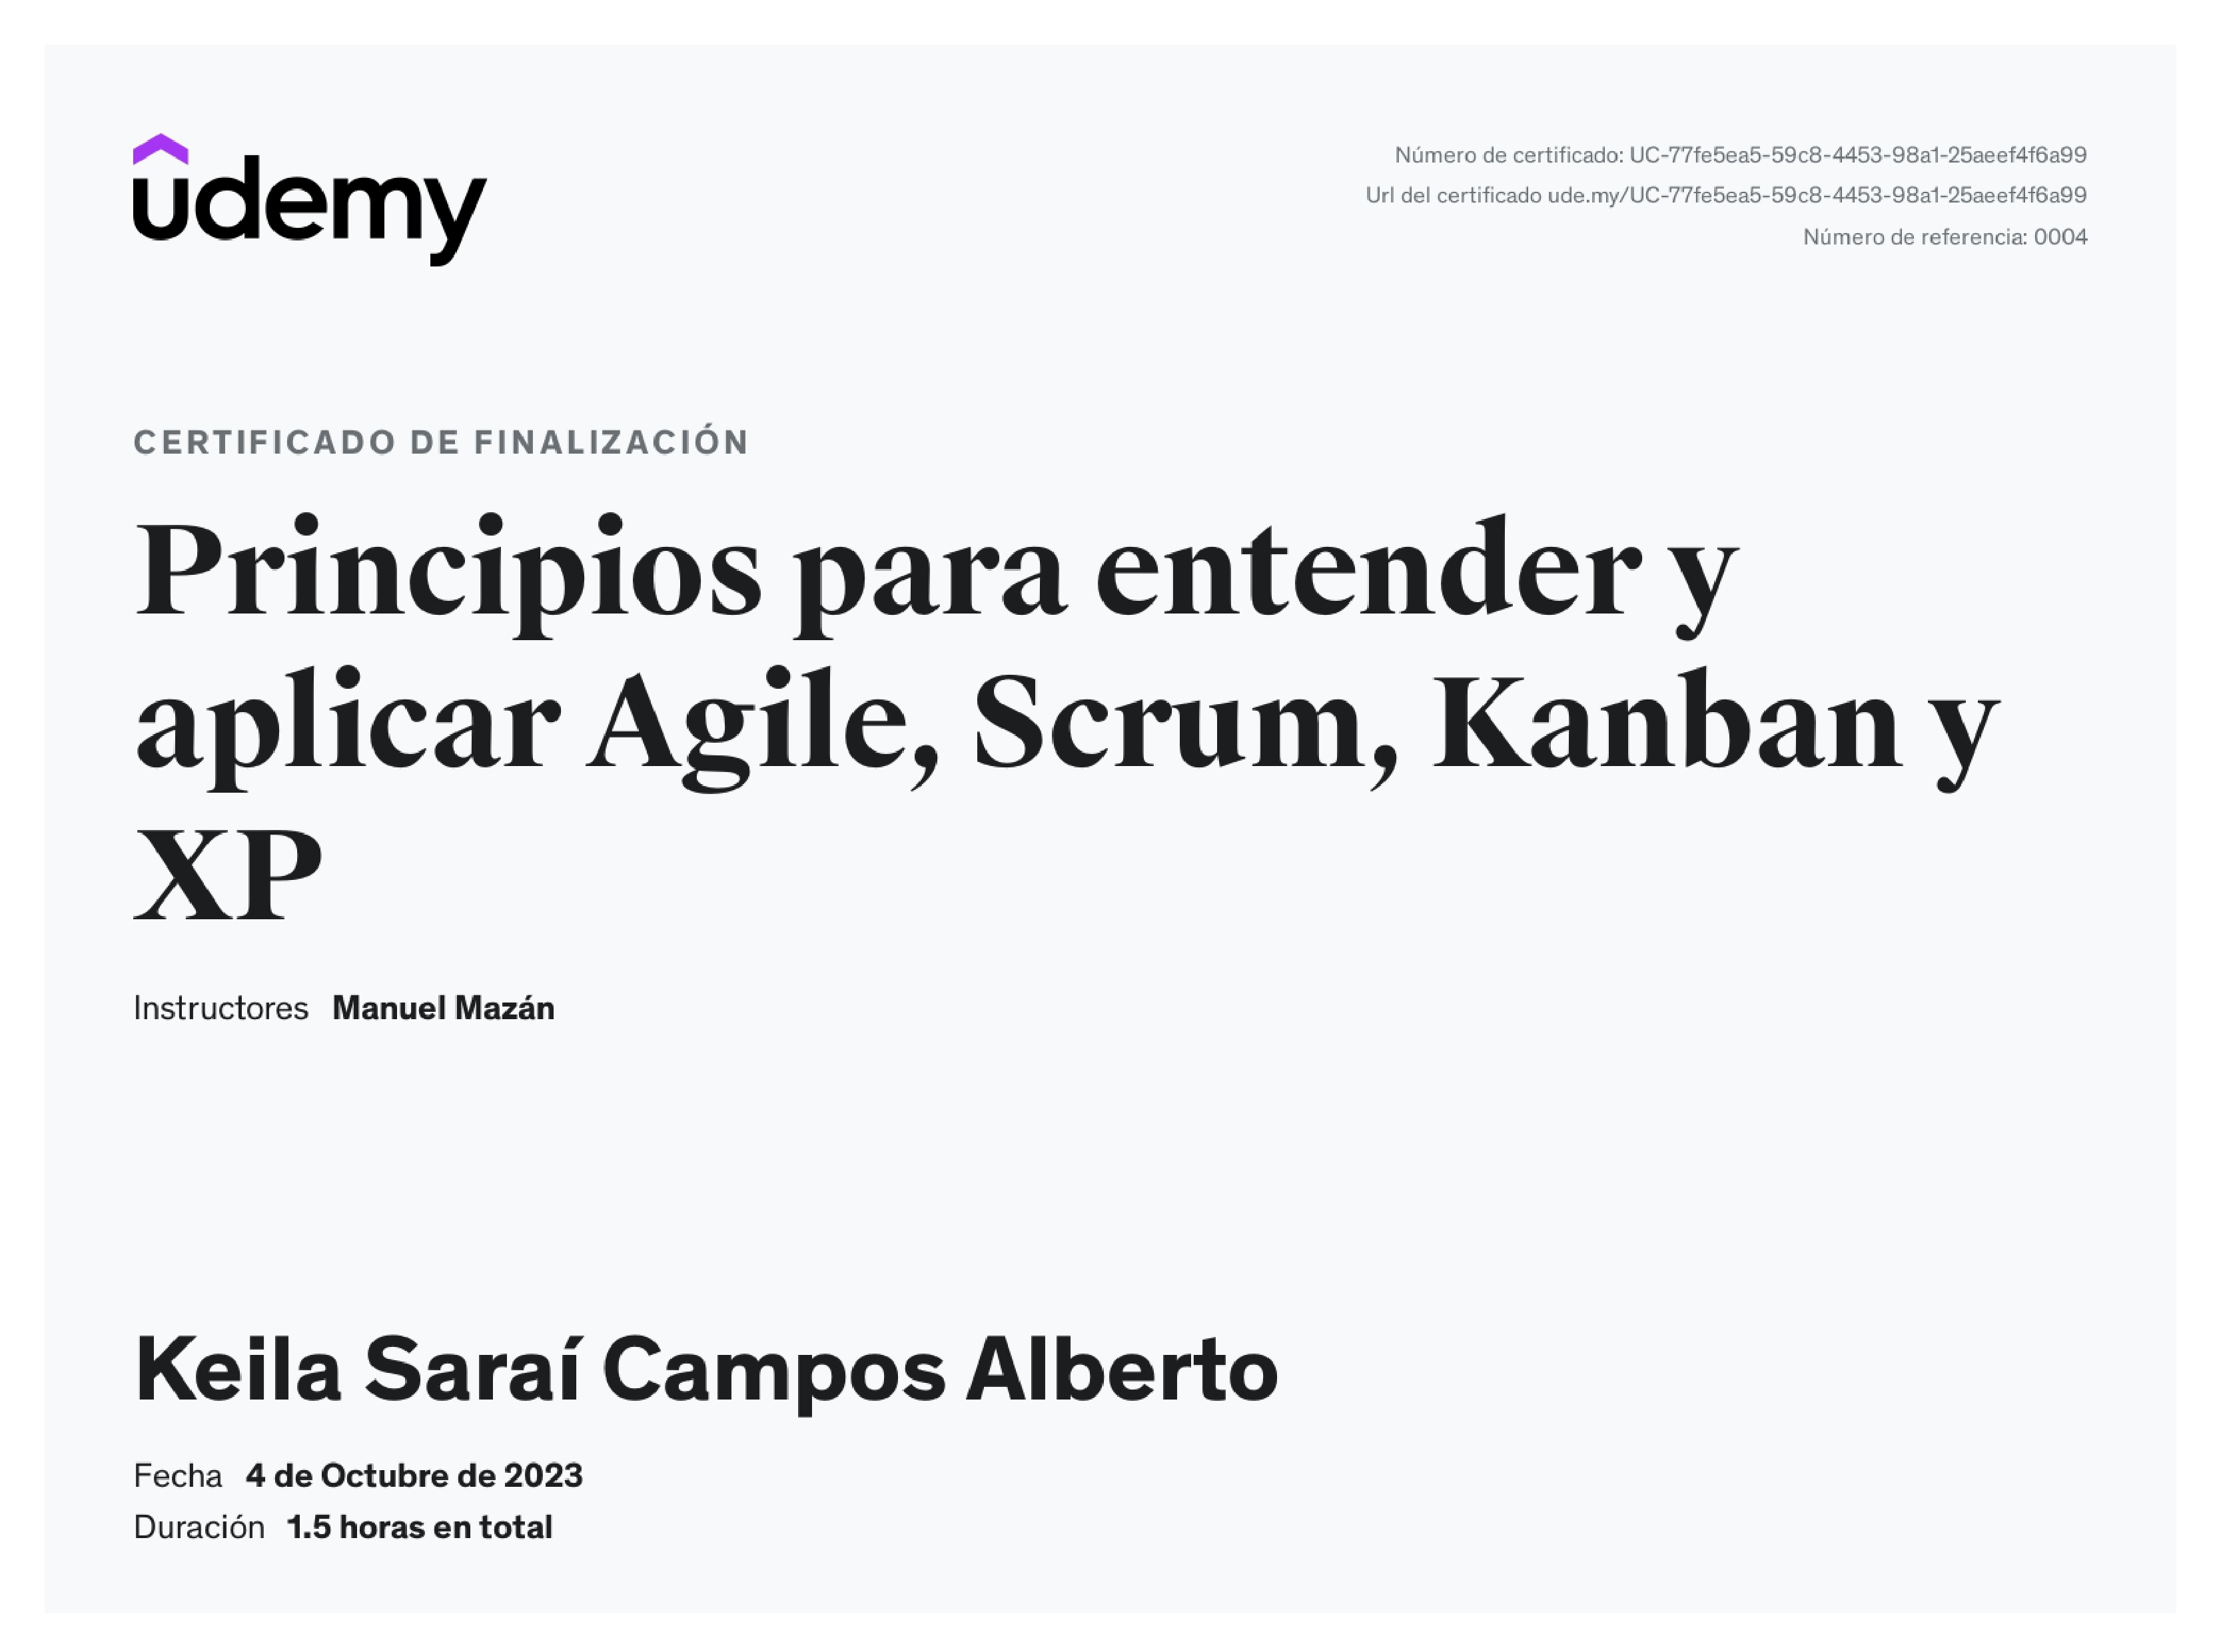 udemy
Número de certificado: UC-77fe5ea5-59c8-4453-98a1-25aeef4f6a99
Url del certificado ude.my/UC-77fe5ea5-59c8-4453-98a1-25aeef4f6a99
Número de referencia: 0004
CERTIFICADO DE FINALIZACIÓN
Principios para entender y
aplicar Agile, Scrum, Kanban y
XP
Instructores Manuel Mazán
Keila Saraí Campos Alberto
Fecha 4 de Octubre de 2023
Duración 1.5 horas en total